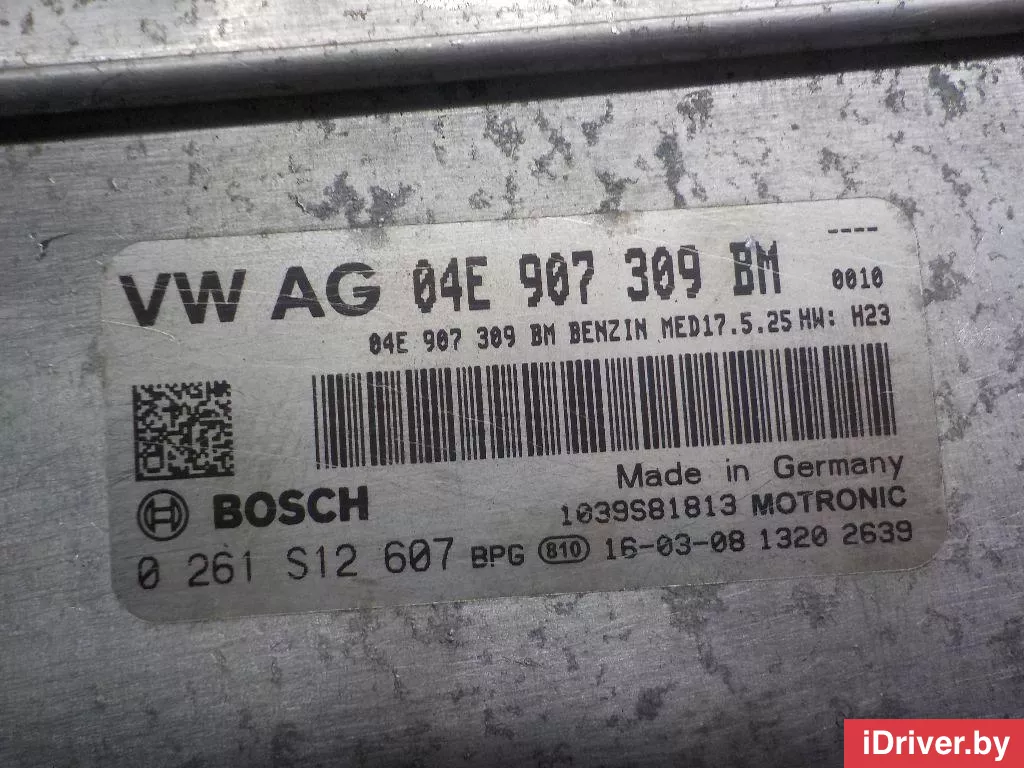 ----
VW AG 04E 907 309 BM 0010
04E 907 309 BM BENZIN MED17.5.25 HW: H23
Made in Germany
BOSCH 1039S81813 MOTRONIC
0 261 S12 607 BPG 810 16-03-08 1320 2639
iDriver.by